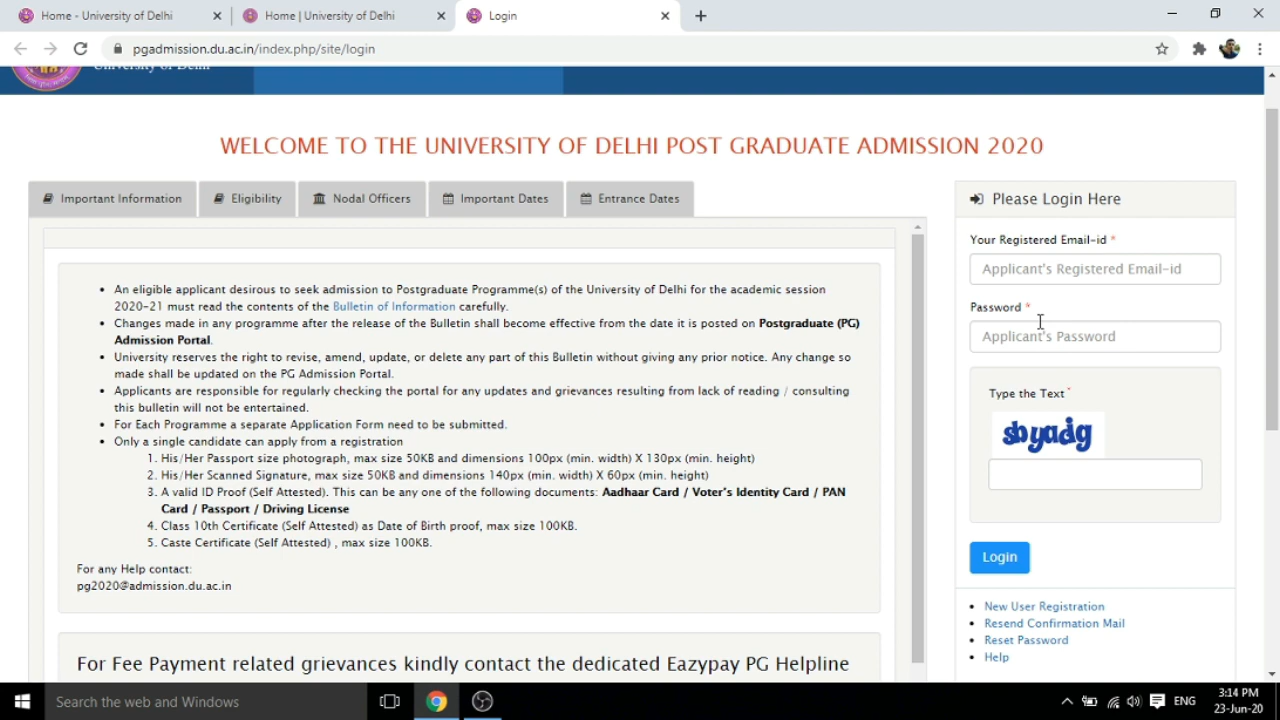 Home - University of Delhi
Home | University of Delhi
Login
pgadmission.du.ac.in/index.php/site/login
University of Delhi
WELCOME TO THE UNIVERSITY OF DELHI POST GRADUATE ADMISSION 2020
Important Information
Eligibility
Nodal Officers
Important Dates
Entrance Dates
An eligible applicant desirous to seek admission to Postgraduate Programme(s) of the University of Delhi for the academic session
2020-21 must read the contents of the Bulletin of Information carefully.
Changes made in any programme after the release of the Bulletin shall become effective from the date it is posted on Postgraduate (PG)
Admission Portal.
University reserves the right to revise, amend, update, or delete any part of this Bulletin without giving any prior notice. Any change so
made shall be updated on the PG Admission Portal.
Applicants are responsible for regularly checking the portal for any updates and grievances resulting from lack of reading / consulting
this bulletin will not be entertained.
For Each Programme a separate Application Form need to be submitted.
Only a single candidate can apply from a registration
1. His/Her Passport size photograph, max size 50KB and dimensions 100px (min. width) X 130px (min. height)
2. His/Her Scanned Signature, max size 50KB and dimensions 140px (min. width) X 60px (min. height)
3. A valid ID Proof (Self Attested). This can be any one of the following documents: Aadhaar Card / Voter's Identity Card / PAN
Card / Passport / Driving License
4. Class 10th Certificate (Self Attested) as Date of Birth proof, max size 100KB.
5. Caste Certificate (Self Attested) , max size 100KB.
For any Help contact:
pg2020@admission.du.ac.in
For Fee Payment related grievances kindly contact the dedicated Eazypay PG Helpline
Please Login Here
Your Registered Email-id *
Applicant's Registered Email-id
Password *
Applicant's Password
Type the Text *
sbyadg
Login
New User Registration
Resend Confirmation Mail
Reset Password
Help
Search the web and Windows
ENG
3:14 PM
23-Jun-20